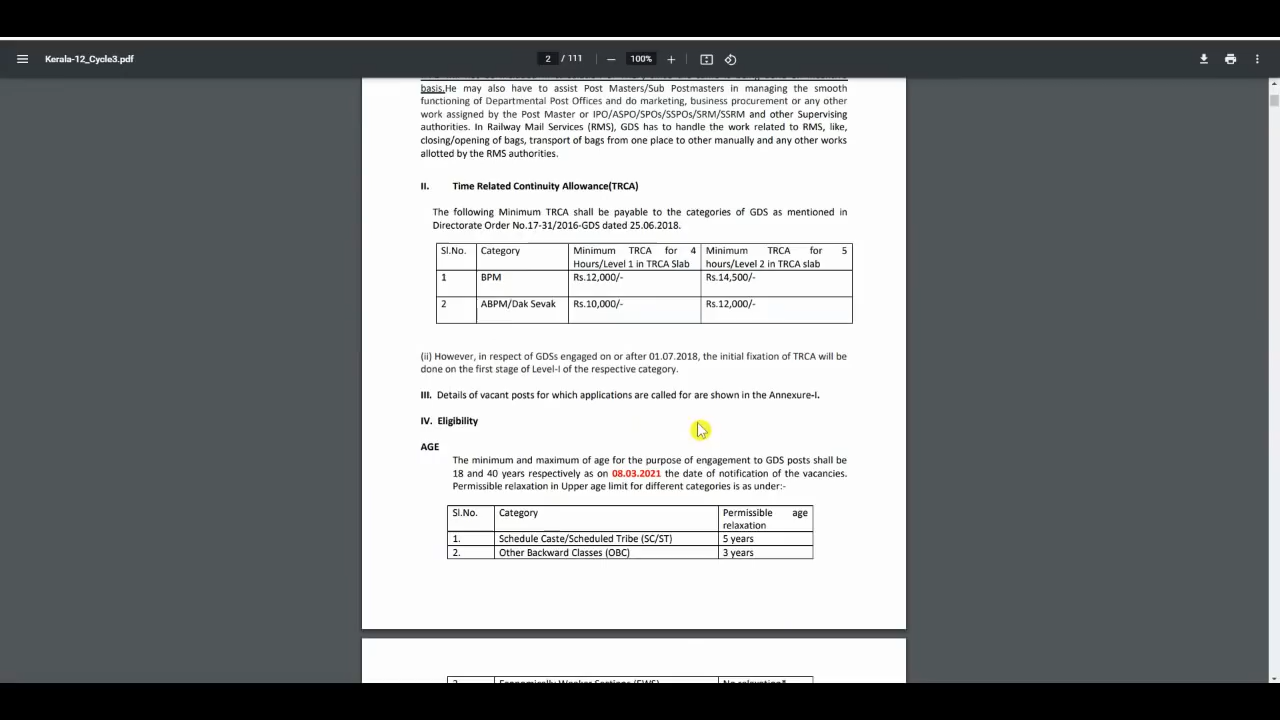 Kerala-12_Cycle3.pdf
2 / 111
100%
basis.He may also have to assist Post Masters/Sub Postmasters in managing the smooth
functioning of Departmental Post Offices and do marketing, business procurement or any other
work assigned by the Post Master or IPO/ASPO/SPOs/SSPOs/SRM/SSRM and other Supervising
authorities. In Railway Mail Services (RMS), GDS has to handle the work related to RMS, like,
closing/opening of bags, transport of bags from one place to other manually and any other works
allotted by the RMS authorities.
II. Time Related Continuity Allowance(TRCA)
The following Minimum TRCA shall be payable to the categories of GDS as mentioned in
Directorate Order No.17-31/2016-GDS dated 25.06.2018.
Sl.No. Category Minimum TRCA for 4 Minimum TRCA for 5
Hours/Level 1 in TRCA Slab hours/Level 2 in TRCA slab
1 BPM Rs.12,000/- Rs.14,500/-
2 ABPM/Dak Sevak Rs.10,000/- Rs.12,000/-
(ii) However, in respect of GDSs engaged on or after 01.07.2018, the initial fixation of TRCA will be
done on the first stage of Level-I of the respective category.
III. Details of vacant posts for which applications are called for are shown in the Annexure-I.
IV. Eligibility
AGE
The minimum and maximum of age for the purpose of engagement to GDS posts shall be
18 and 40 years respectively as on 08.03.2021 the date of notification of the vacancies.
Permissible relaxation in Upper age limit for different categories is as under:-
Sl.No. Category Permissible age
relaxation
1. Schedule Caste/Scheduled Tribe (SC/ST) 5 years
2. Other Backward Classes (OBC) 3 years